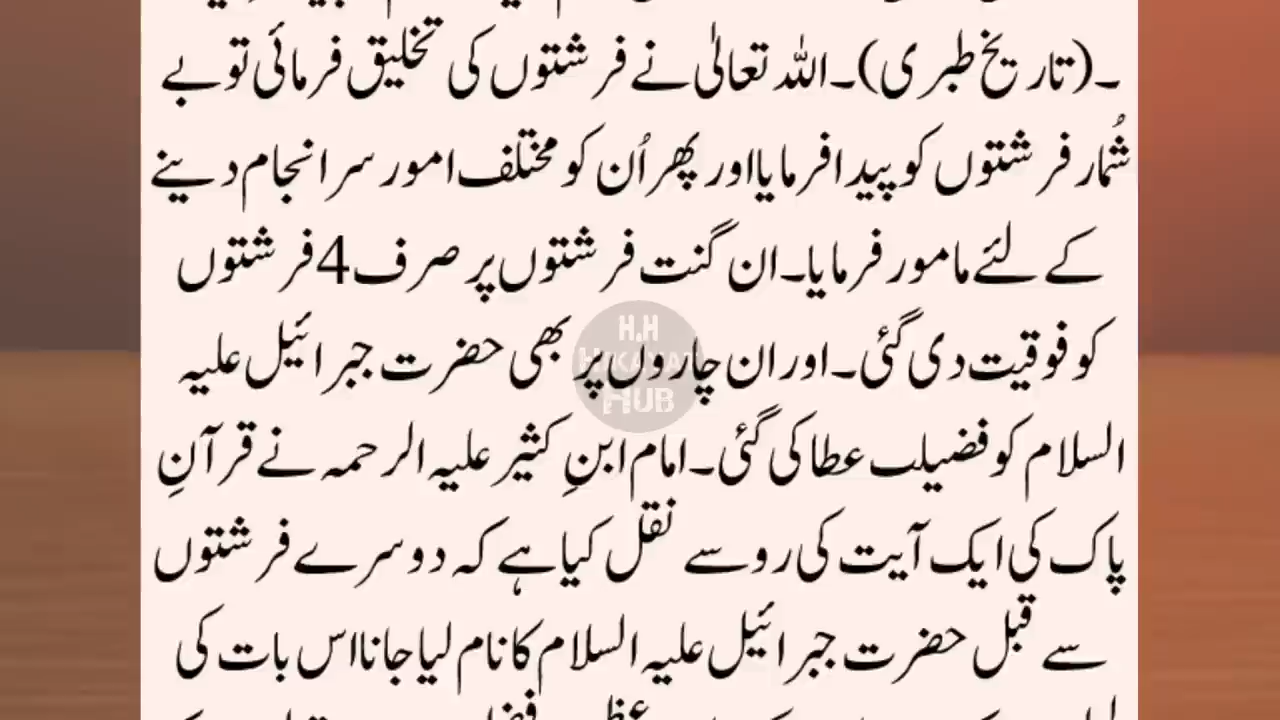 ۔(تاریخ طبری)۔ اللہ تعالیٰ نے فرشتوں کی تخلیق فرمائی تو بے
شُمار فرشتوں کو پیدا فرمایا اور پھر اُن کو مختلف امور سر انجام دینے
کے لئے مامور فرمایا۔ ان گنت فرشتوں پر صرف 4 فرشتوں
کو فوقیت دی گئی۔ اور ان چاروں پر بھی حضرت جبرائیل علیہ
السلام کو فضیلت عطا کی گئی۔ امام ابنِ کثیر علیہ الرحمہ نے قرآنِ
پاک کی ایک آیت کی رو سے نقل کیا ہے کہ دوسرے فرشتوں
سے قبل حضرت جبرائیل علیہ السلام کا نام لیا جانا اس بات کی
H.H
HIKAYAT
HUB